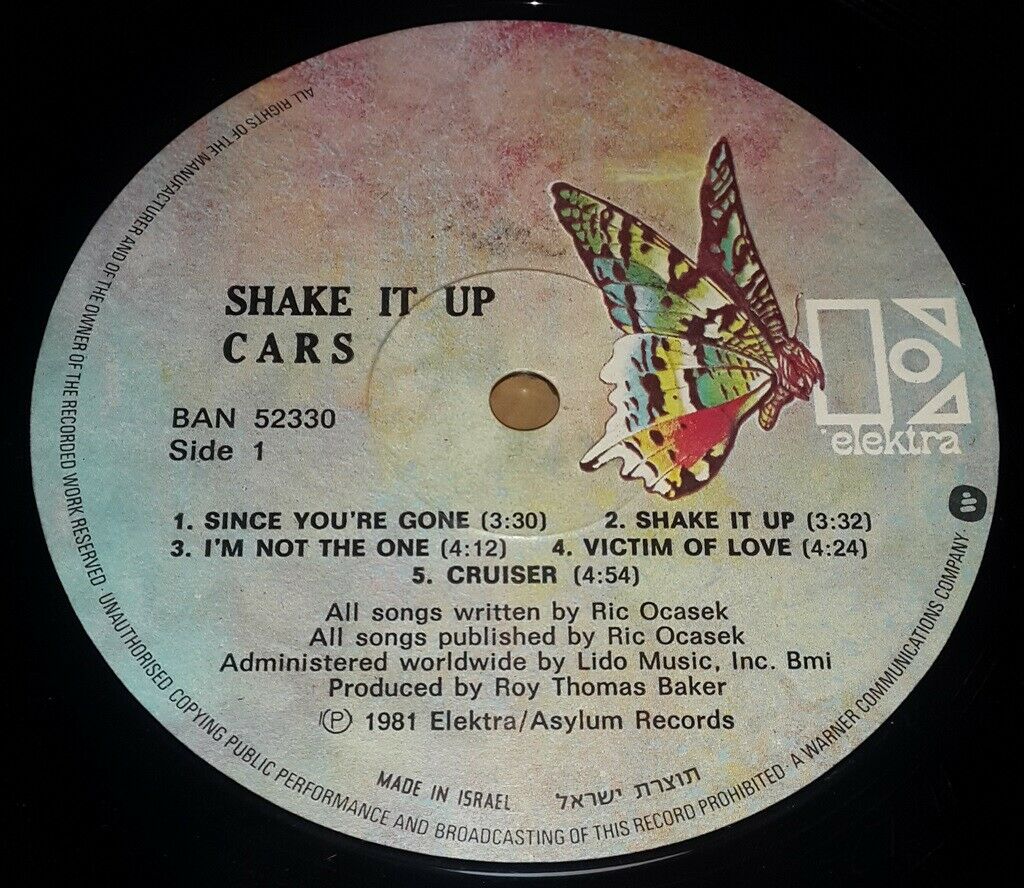 SHAKE IT UP
CARS
BAN 52330
Side 1
1. SINCE YOU'RE GONE (3:30) 2. SHAKE IT UP (3:32)
3. I'M NOT THE ONE (4:12) 4. VICTIM OF LOVE (4:24)
5. CRUISER (4:54)
All songs written by Ric Ocasek
All songs published by Ric Ocasek
Administered worldwide by Lido Music, Inc. Bmi
Produced by Roy Thomas Baker
℗ 1981 Elektra/Asylum Records
MADE IN ISRAEL תוצרת ישראל
elektra
ALL RIGHTS OF THE MANUFACTURER AND OF THE OWNER OF THE RECORDED WORK RESERVED · UNAUTHORISED COPYING PUBLIC PERFORMANCE AND BROADCASTING OF THIS RECORD PROHIBITED · A WARNER COMMUNICATIONS COMPANY ·